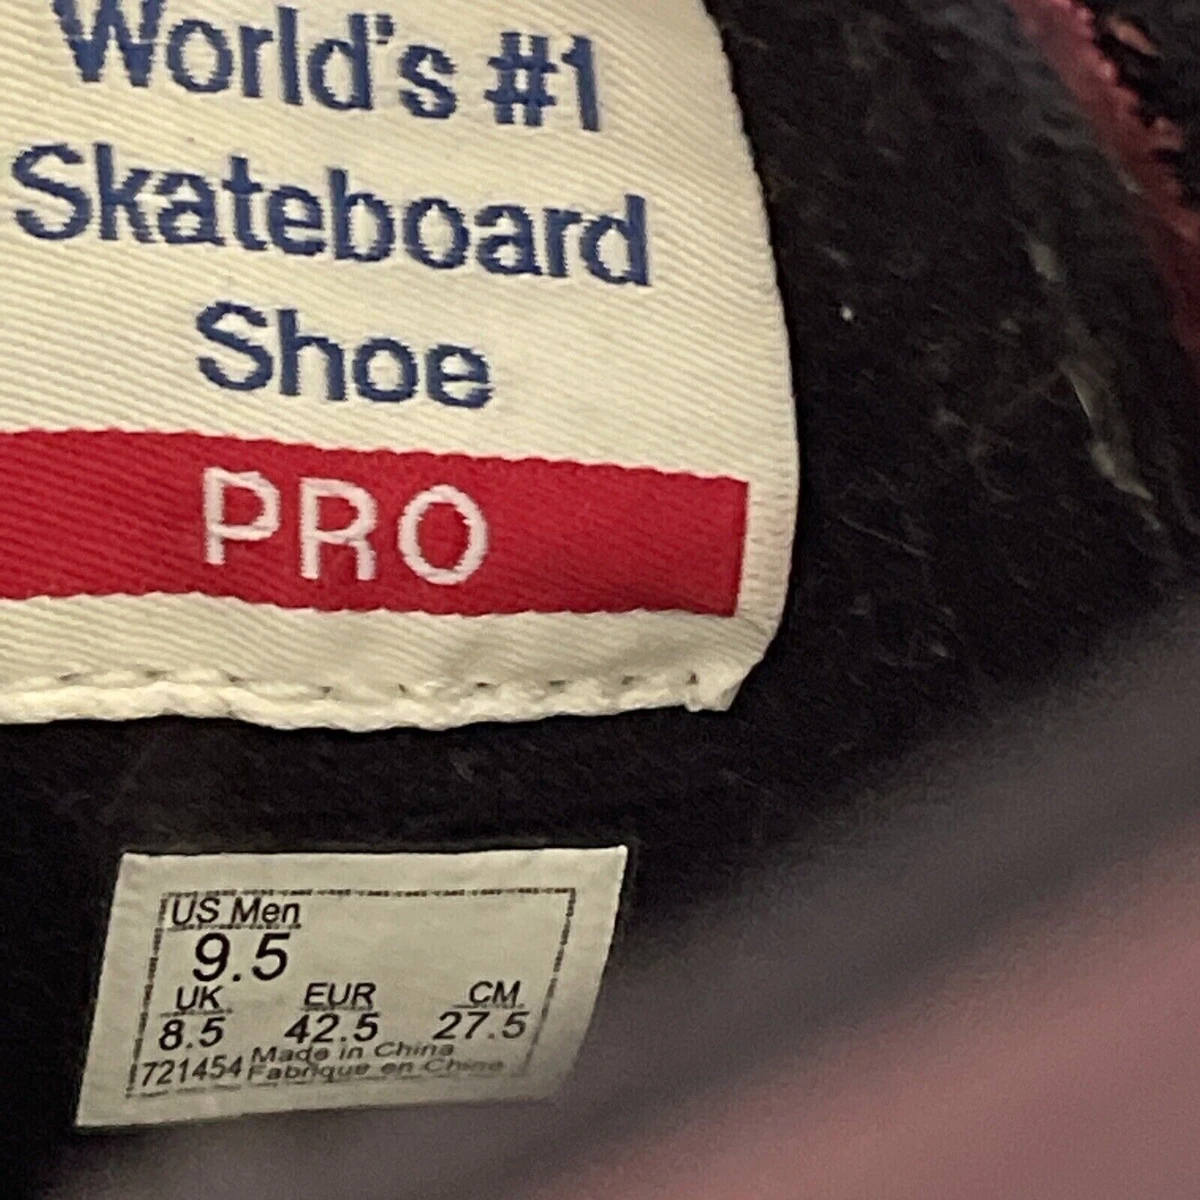 World's #1
Skateboard
Shoe
PRO
US Men
9.5
UK EUR CM
8.5 42.5 27.5
721454 Made in China
Fabrique en Chine